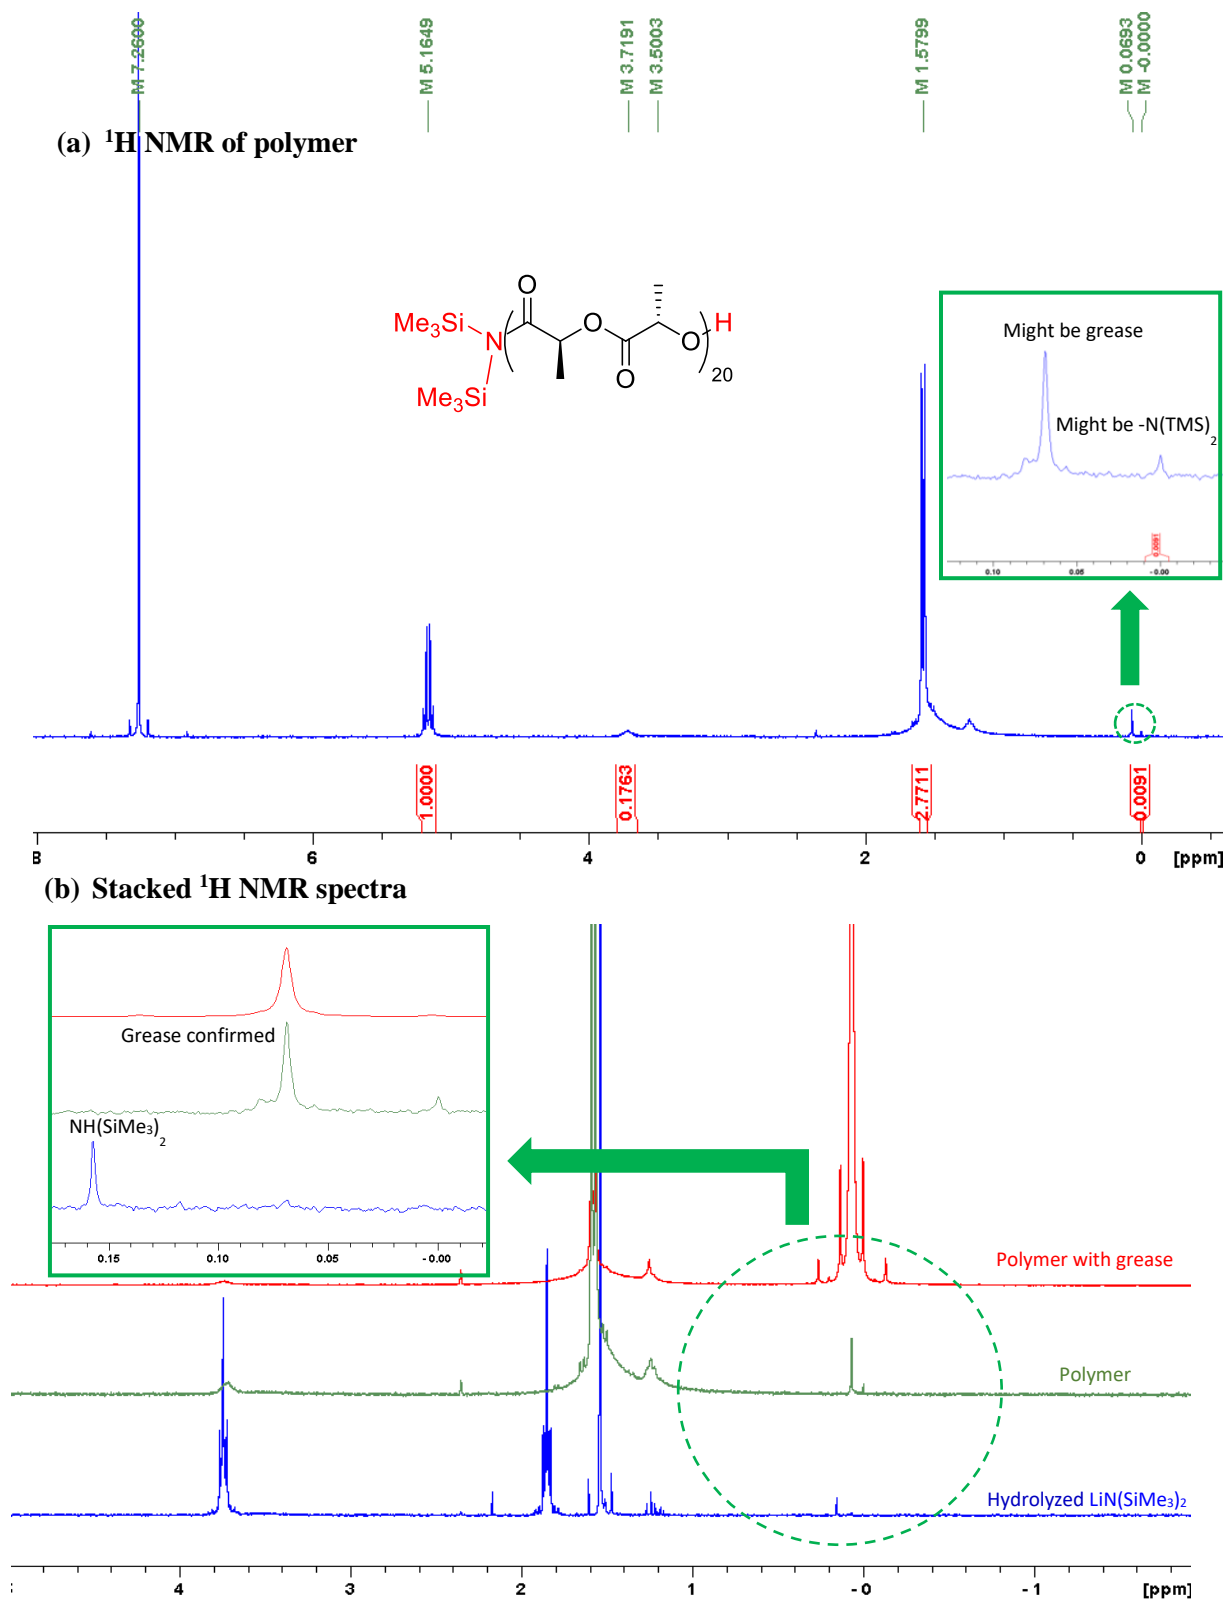 M 7.2600
M 5.1649
M 3.7191
M 3.5003
M 1.5799
M 0.0693
M -0.0000
(a) ¹H NMR of polymer
O
Me₃Si
N
O
O
H
Me₃Si
O
20
Might be grease
Might be -N(TMS)₂
0.0091
0.10 0.05 -0.00
1.0000
0.1763
2.7711
0.0091
8 6 4 2 0 [ppm]
(b) Stacked ¹H NMR spectra
Grease confirmed
NH(SiMe₃)₂
0.15 0.10 0.05 -0.00
Polymer with grease
Polymer
Hydrolyzed LiN(SiMe₃)₂
4 3 2 1 -0 -1 [ppm]